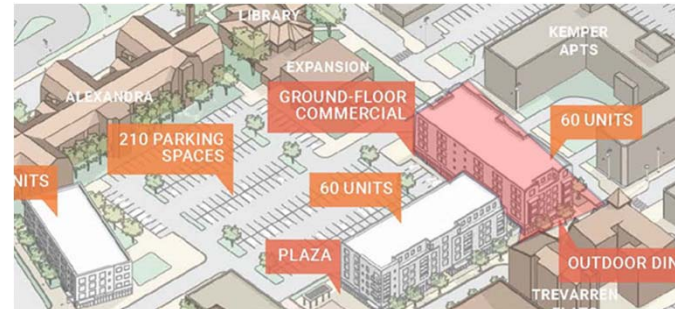 LIBRARY
KEMPER
APTS
EXPANSION
ALEXANDRA
GROUND-FLOOR
COMMERCIAL
60 UNITS
210 PARKING
SPACES
NITS
60 UNITS
PLAZA
OUTDOOR DIN
TREVARREN